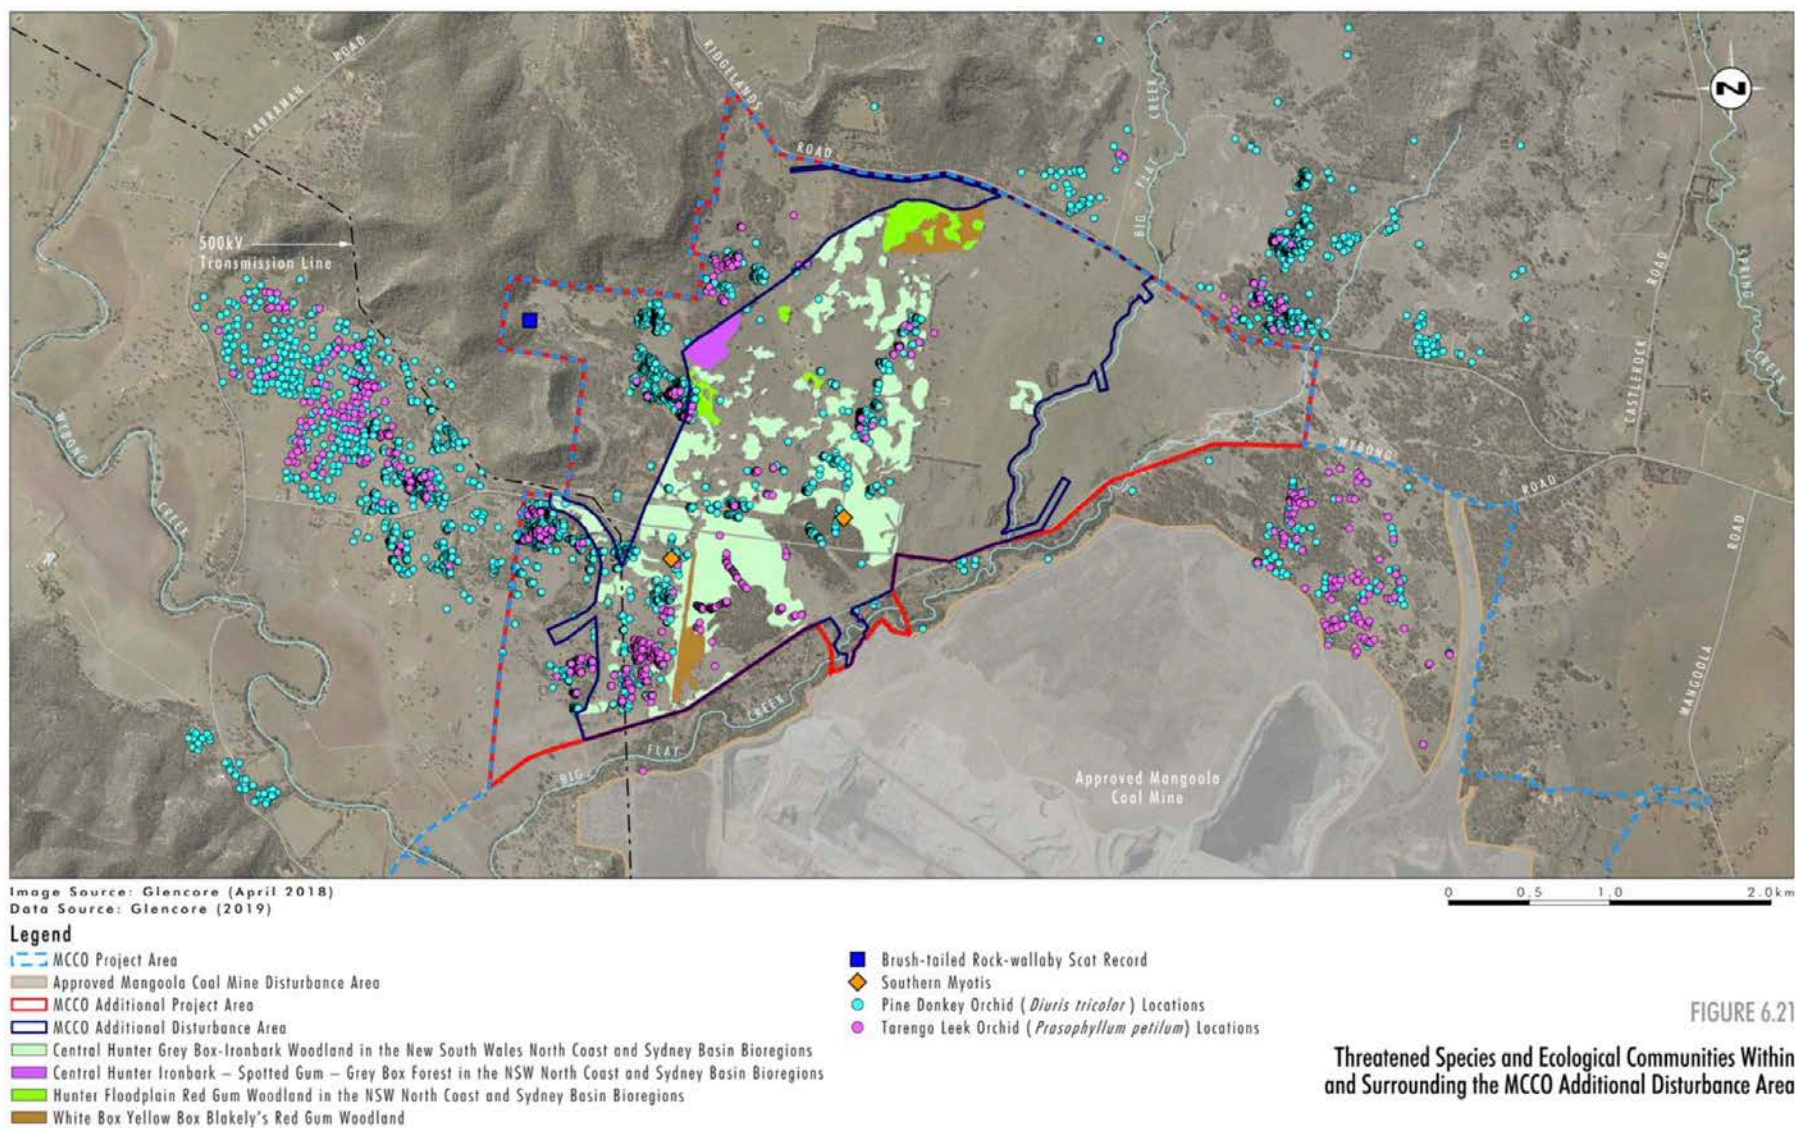 RIDGELANDS
ROAD
YARRAMAN
ROAD
CREEK
FLAT
BIG
N
500kV
Transmission Line
ROAD
CASTLEROCK
SPRING
CREEK
WYBONG
CREEK
WYBONG
ROAD
ROAD
MANGOOLA
BIG
FLAT
CREEK
Approved Mangoola
Coal Mine
Image Source: Glencore (April 2018)
Data Source: Glencore (2019)
0 0.5 1.0 2.0km
Legend
MCCO Project Area
Approved Mangoola Coal Mine Disturbance Area
MCCO Additional Project Area
MCCO Additional Disturbance Area
Central Hunter Grey Box-Ironbark Woodland in the New South Wales North Coast and Sydney Basin Bioregions
Central Hunter Ironbark – Spotted Gum – Grey Box Forest in the NSW North Coast and Sydney Basin Bioregions
Hunter Floodplain Red Gum Woodland in the NSW North Coast and Sydney Basin Bioregions
White Box Yellow Box Blakely's Red Gum Woodland
Brush-tailed Rock-wallaby Scat Record
Southern Myotis
Pine Donkey Orchid (Diuris tricolor) Locations
Tarengo Leek Orchid (Prasophyllum petilum) Locations
FIGURE 6.21
Threatened Species and Ecological Communities Within
and Surrounding the MCCO Additional Disturbance Area